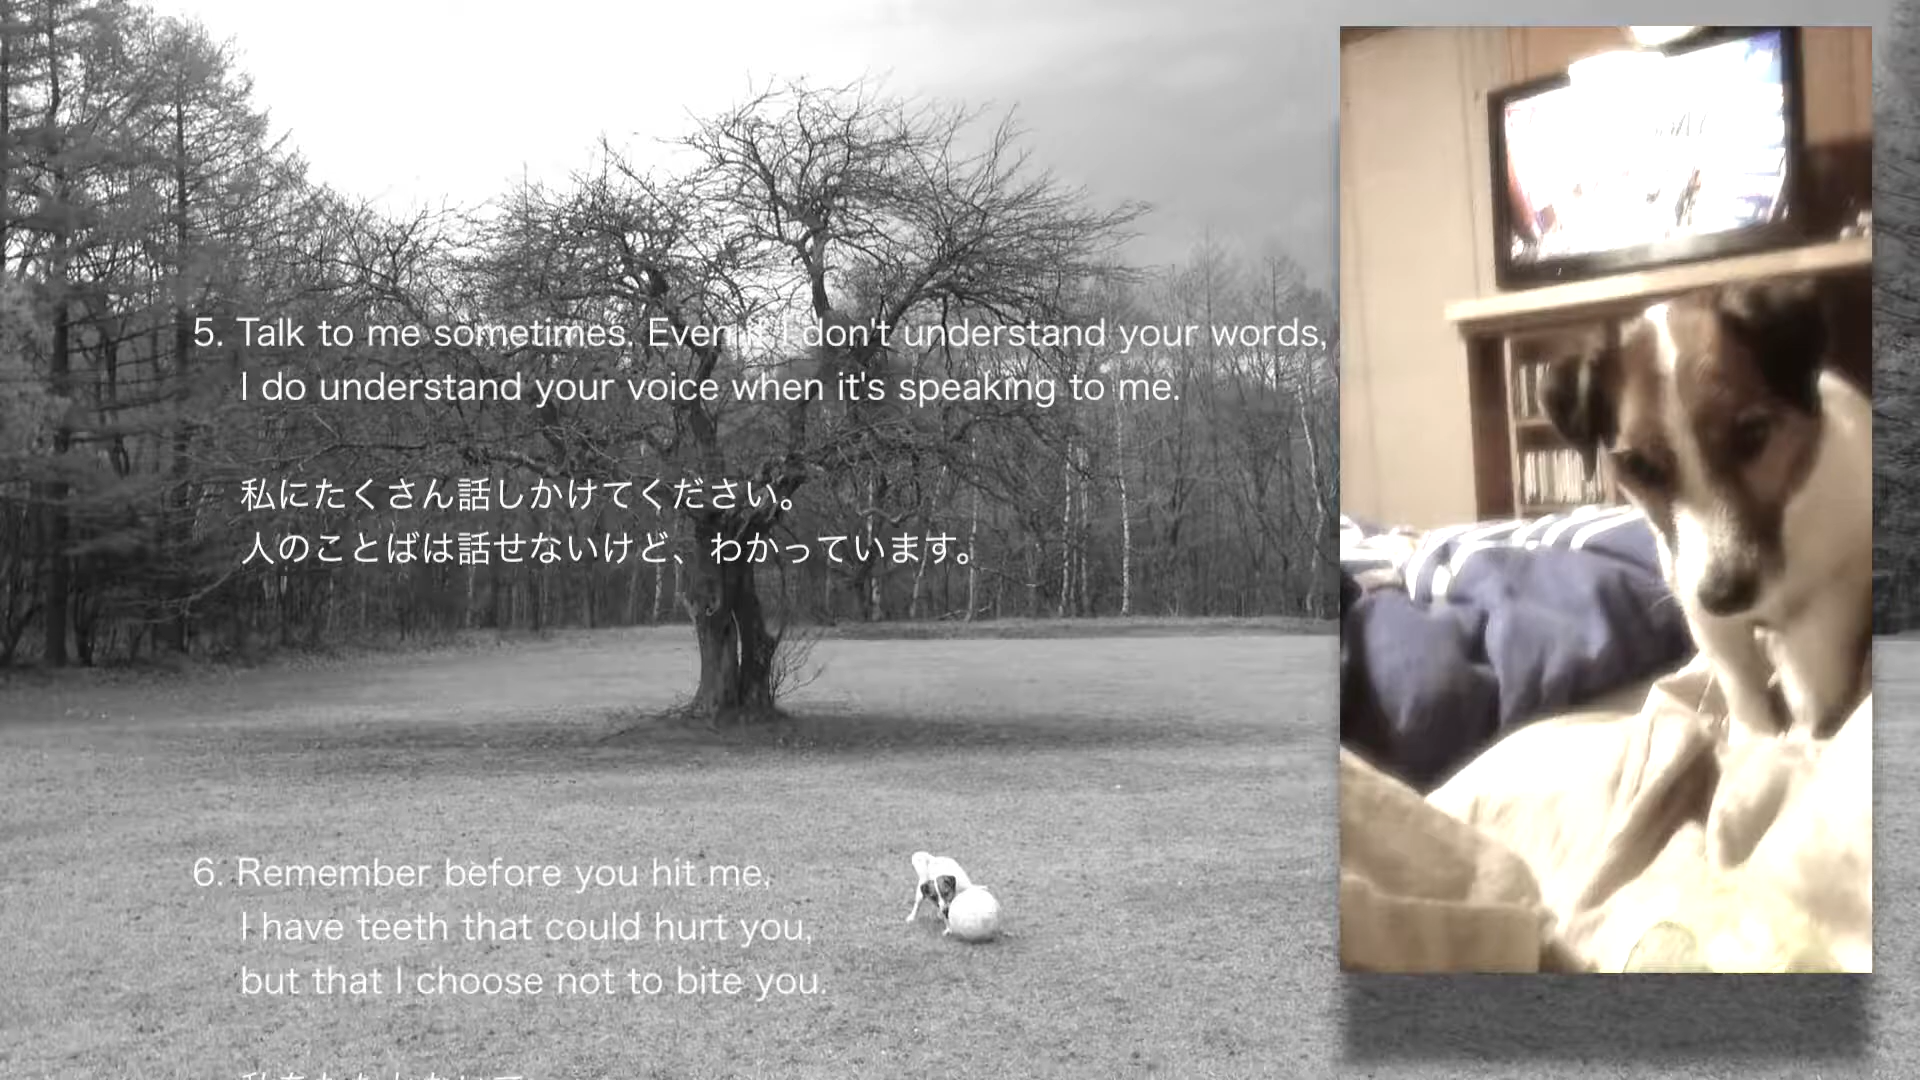 5. Talk to me sometimes. Even if I don't understand your words,
I do understand your voice when it's speaking to me.
私にたくさん話しかけてください。
人のことばは話せないけど、わかっています。
6. Remember before you hit me,
I have teeth that could hurt you,
but that I choose not to bite you.